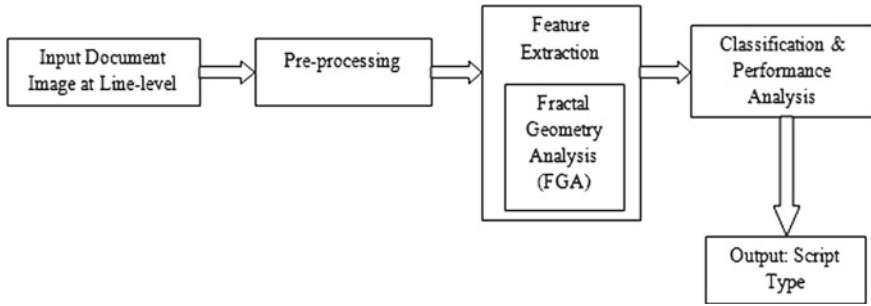 Input Document
Image at Line-level
Pre-processing
Feature
Extraction
Fractal
Geometry
Analysis
(FGA)
Classification &
Performance
Analysis
Output: Script
Type